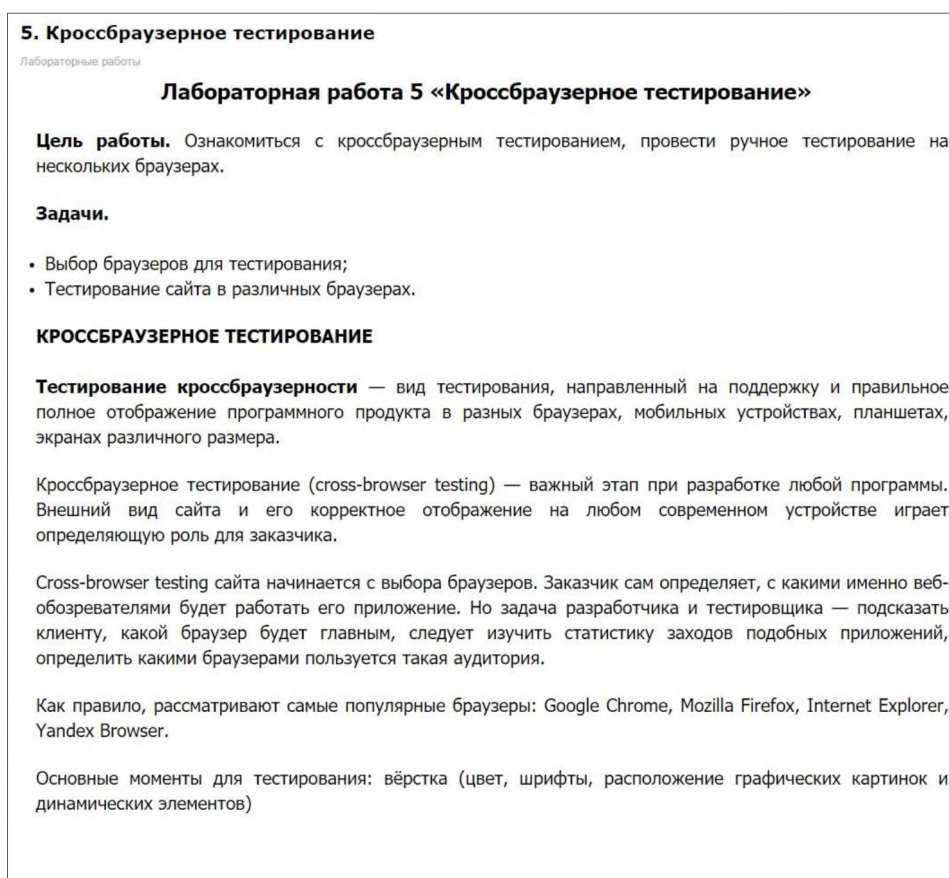 5. Кроссбраузерное тестирование
Лабораторные работы
Лабораторная работа 5 «Кроссбраузерное тестирование»
Цель работы. Ознакомиться с кроссбраузерным тестированием, провести ручное тестирование на
нескольких браузерах.
Задачи.
• Выбор браузеров для тестирования;
• Тестирование сайта в различных браузерах.
КРОССБРАУЗЕРНОЕ ТЕСТИРОВАНИЕ
Тестирование кроссбраузерности — вид тестирования, направленный на поддержку и правильное
полное отображение программного продукта в разных браузерах, мобильных устройствах, планшетах,
экранах различного размера.
Кроссбраузерное тестирование (cross-browser testing) — важный этап при разработке любой программы.
Внешний вид сайта и его корректное отображение на любом современном устройстве играет
определяющую роль для заказчика.
Cross-browser testing сайта начинается с выбора браузеров. Заказчик сам определяет, с какими именно веб-
обозревателями будет работать его приложение. Но задача разработчика и тестировщика — подсказать
клиенту, какой браузер будет главным, следует изучить статистику заходов подобных приложений,
определить какими браузерами пользуется такая аудитория.
Как правило, рассматривают самые популярные браузеры: Google Chrome, Mozilla Firefox, Internet Explorer,
Yandex Browser.
Основные моменты для тестирования: вёрстка (цвет, шрифты, расположение графических картинок и
динамических элементов)